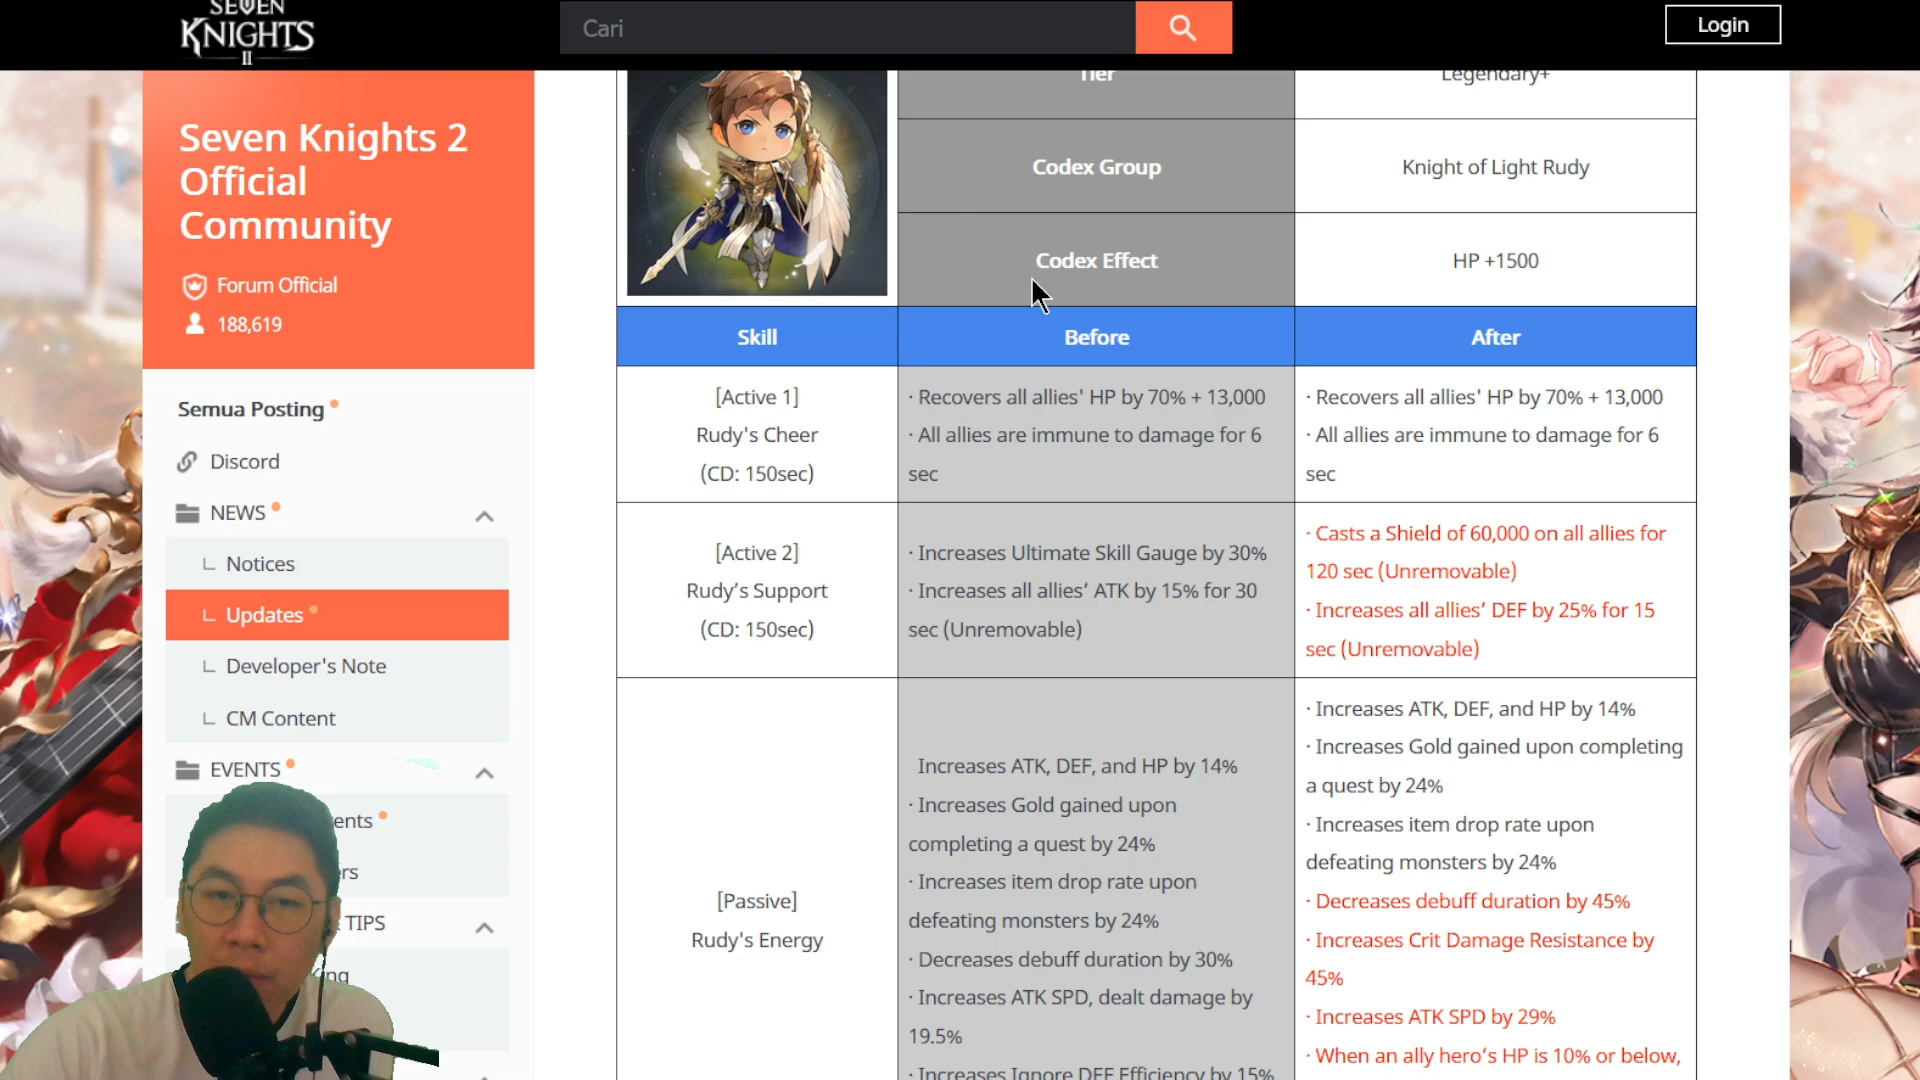 SEVEN
KNIGHTS
II
Cari
Login
Seven Knights 2
Official
Community
Forum Official
188,619
Semua Posting
Discord
NEWS
Notices
Updates
Developer's Note
CM Content
EVENTS
ents
rs
TIPS
King
Tier
Legendary+
Codex Group
Knight of Light Rudy
Codex Effect
HP +1500
Skill
Before
After
[Active 1]
Rudy's Cheer
(CD: 150sec)
· Recovers all allies' HP by 70% + 13,000
· All allies are immune to damage for 6
sec
· Recovers all allies' HP by 70% + 13,000
· All allies are immune to damage for 6
sec
[Active 2]
Rudy’s Support
(CD: 150sec)
· Increases Ultimate Skill Gauge by 30%
· Increases all allies’ ATK by 15% for 30
sec (Unremovable)
· Casts a Shield of 60,000 on all allies for
120 sec (Unremovable)
· Increases all allies’ DEF by 25% for 15
sec (Unremovable)
[Passive]
Rudy's Energy
Increases ATK, DEF, and HP by 14%
· Increases Gold gained upon
completing a quest by 24%
· Increases item drop rate upon
defeating monsters by 24%
· Decreases debuff duration by 30%
· Increases ATK SPD, dealt damage by
19.5%
· Increases Ignore DEF Efficiency by 15%
· Increases ATK, DEF, and HP by 14%
· Increases Gold gained upon completing
a quest by 24%
· Increases item drop rate upon
defeating monsters by 24%
· Decreases debuff duration by 45%
· Increases Crit Damage Resistance by
45%
· Increases ATK SPD by 29%
· When an ally hero’s HP is 10% or below,